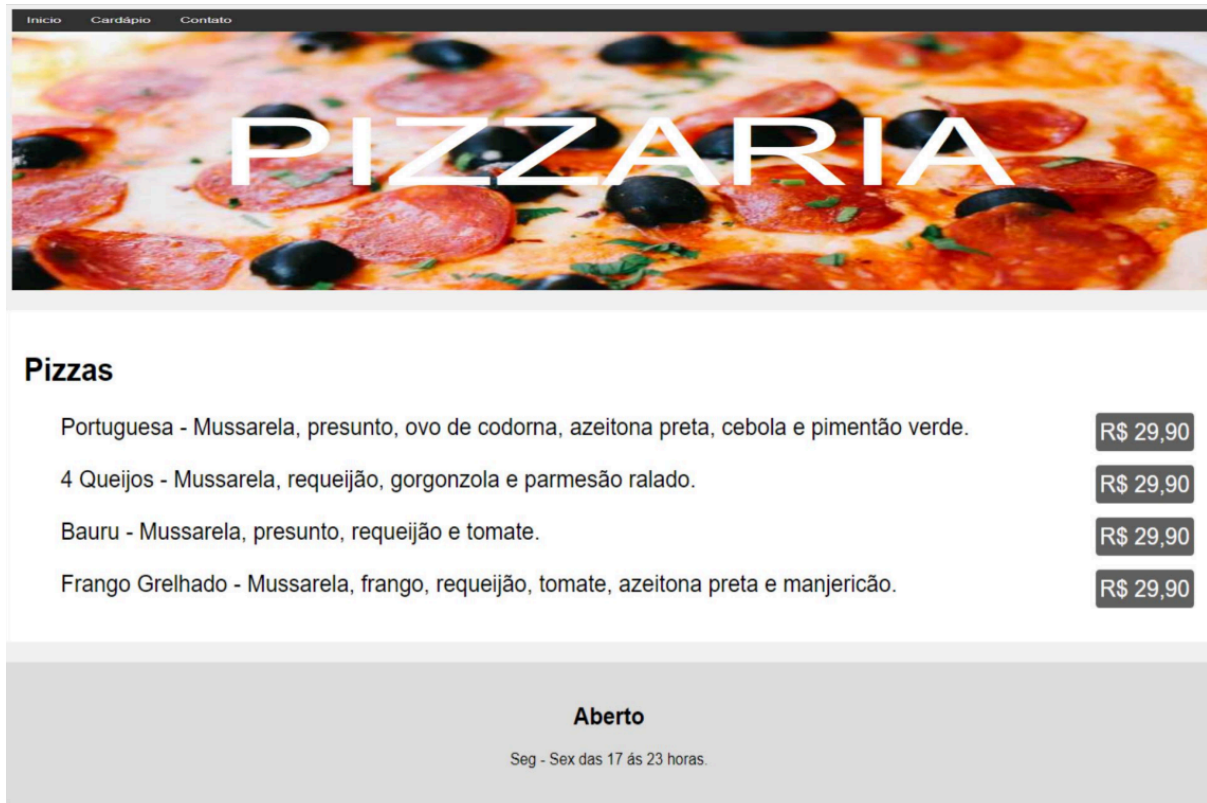 Inicio Cardápio Contato
PIZZARIA
Pizzas
Portuguesa - Mussarela, presunto, ovo de codorna, azeitona preta, cebola e pimentão verde. R$ 29,90
4 Queijos - Mussarela, requeijão, gorgonzola e parmesão ralado. R$ 29,90
Bauru - Mussarela, presunto, requeijão e tomate. R$ 29,90
Frango Grelhado - Mussarela, frango, requeijão, tomate, azeitona preta e manjericão. R$ 29,90
Aberto
Seg - Sex das 17 ás 23 horas.